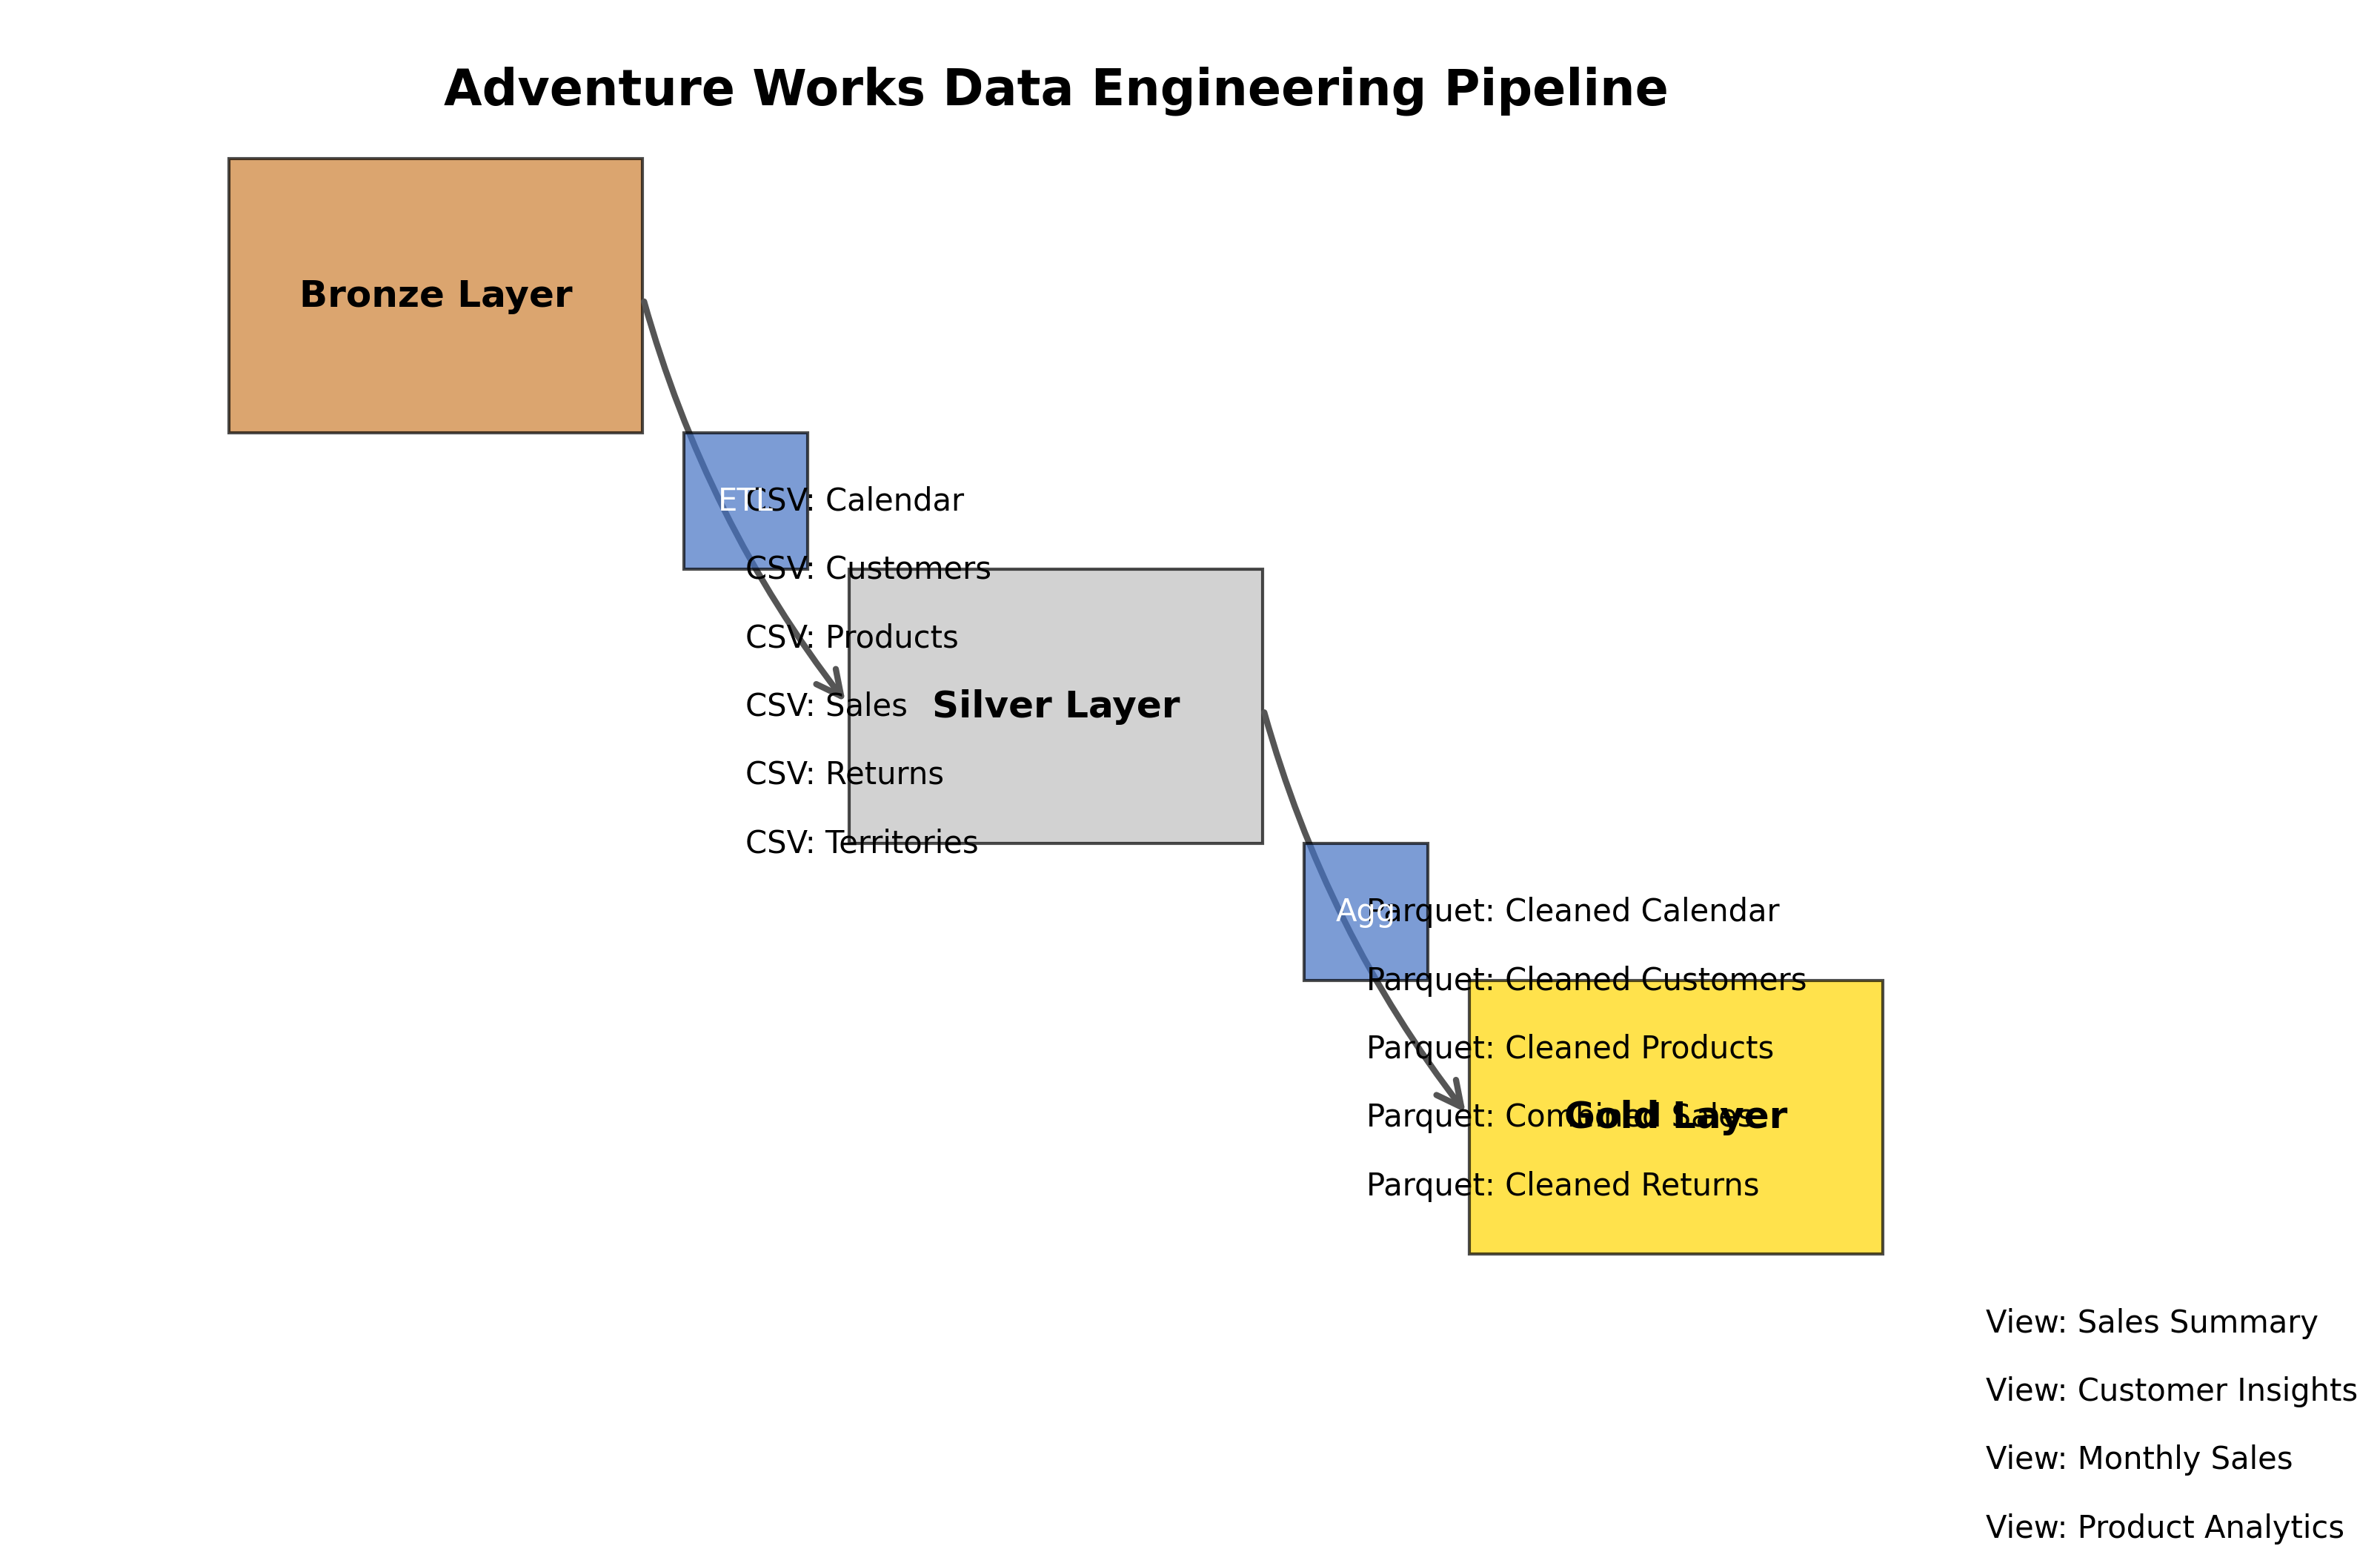 Adventure Works Data Engineering Pipeline
Bronze Layer
ETL
CSV: Calendar
CSV: Customers
CSV: Products
CSV: Sales
CSV: Returns
CSV: Territories
Silver Layer
Agg
Parquet: Cleaned Calendar
Parquet: Cleaned Customers
Parquet: Cleaned Products
Parquet: Combined Sales
Parquet: Cleaned Returns
Gold Layer
View: Sales Summary
View: Customer Insights
View: Monthly Sales
View: Product Analytics